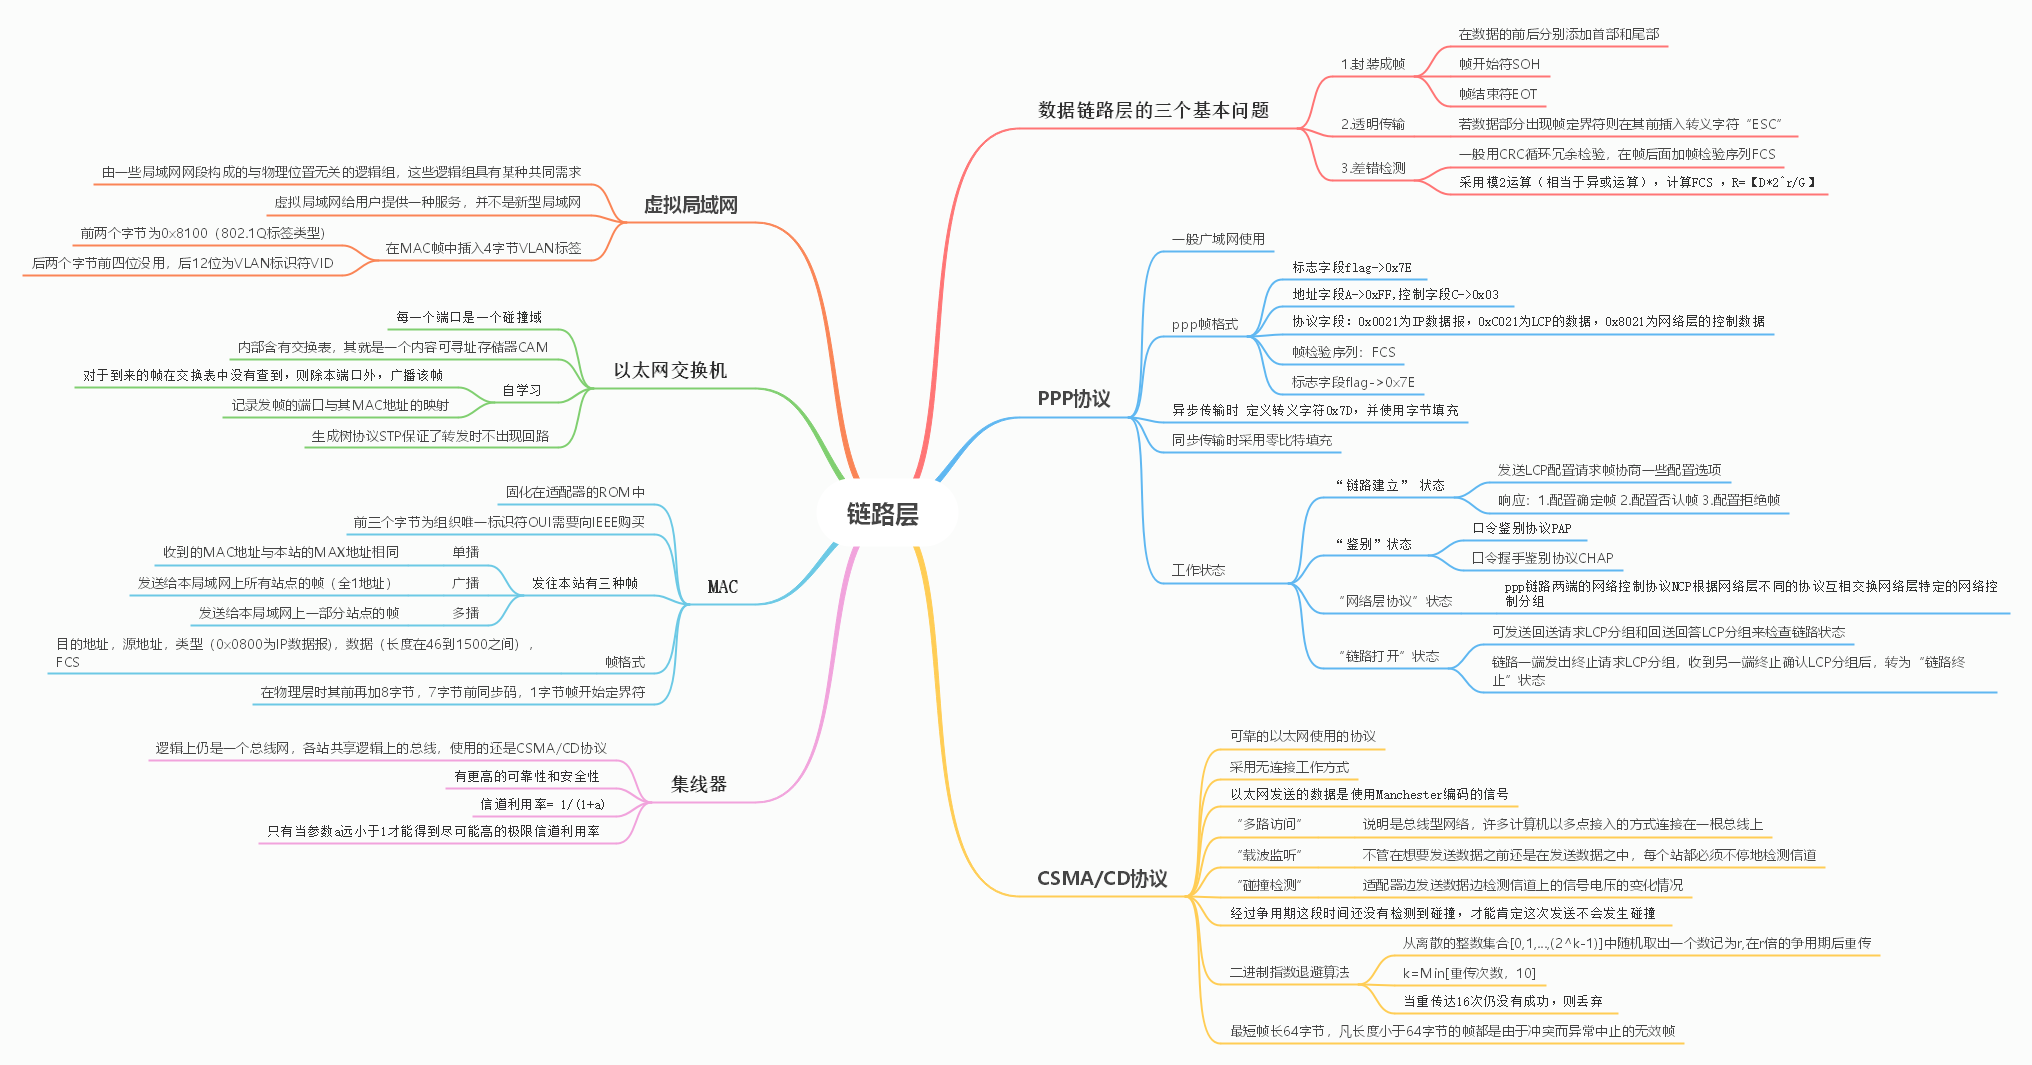 链路层
数据链路层的三个基本问题
1.封装成帧
在数据的前后分别添加首部和尾部
帧开始符SOH
帧结束符EOT
2.透明传输
若数据部分出现帧定界符则在其前插入转义字符“ESC”
3.差错检测
一般用CRC循环冗余检验，在帧后面加帧检验序列FCS
采用模2运算（相当于异或运算），计算FCS ，R=【D*2^r/G】
PPP协议
一般广域网使用
ppp帧格式
标志字段flag->0x7E
地址字段A->0xFF,控制字段C->0x03
协议字段：0x0021为IP数据报，0xC021为LCP的数据，0x8021为网络层的控制数据
帧检验序列：FCS
标志字段flag->0x7E
异步传输时 定义转义字符0x7D，并使用字节填充
同步传输时采用零比特填充
工作状态
“链路建立” 状态
发送LCP配置请求帧协商一些配置选项
响应：1.配置确定帧 2.配置否认帧 3.配置拒绝帧
“鉴别”状态
口令鉴别协议PAP
口令握手鉴别协议CHAP
“网络层协议”状态
ppp链路两端的网络控制协议NCP根据网络层不同的协议互相交换网络层特定的网络控
制分组
“链路打开”状态
可发送回送请求LCP分组和回送回答LCP分组来检查链路状态
链路一端发出终止请求LCP分组，收到另一端终止确认LCP分组后，转为“链路终
止”状态
CSMA/CD协议
可靠的以太网使用的协议
采用无连接工作方式
以太网发送的数据是使用Manchester编码的信号
“多路访问”
说明是总线型网络，许多计算机以多点接入的方式连接在一根总线上
“载波监听”
不管在想要发送数据之前还是在发送数据之中，每个站都必须不停地检测信道
“碰撞检测”
适配器边发送数据边检测信道上的信号电压的变化情况
经过争用期这段时间还没有检测到碰撞，才能肯定这次发送不会发生碰撞
二进制指数退避算法
从离散的整数集合[0,1,...,(2^k-1)]中随机取出一个数记为r,在r倍的争用期后重传
k=Min[重传次数，10]
当重传达16次仍没有成功，则丢弃
最短帧长64字节，凡长度小于64字节的帧都是由于冲突而异常中止的无效帧
虚拟局域网
由一些局域网网段构成的与物理位置无关的逻辑组，这些逻辑组具有某种共同需求
虚拟局域网给用户提供一种服务，并不是新型局域网
在MAC帧中插入4字节VLAN标签
前两个字节为0x8100（802.1Q标签类型）
后两个字节前四位没用，后12位为VLAN标识符VID
以太网交换机
每一个端口是一个碰撞域
内部含有交换表，其就是一个内容可寻址存储器CAM
自学习
对于到来的帧在交换表中没有查到，则除本端口外，广播该帧
记录发帧的端口与其MAC地址的映射
生成树协议STP保证了转发时不出现回路
MAC
固化在适配器的ROM中
前三个字节为组织唯一标识符OUI需要向IEEE购买
发往本站有三种帧
单播
收到的MAC地址与本站的MAX地址相同
广播
发送给本局域网上所有站点的帧（全1地址）
多播
发送给本局域网上一部分站点的帧
帧格式
目的地址，源地址，类型（0x0800为IP数据报)，数据（长度在46到1500之间），
FCS
在物理层时其前再加8字节，7字节前同步码，1字节帧开始定界符
集线器
逻辑上仍是一个总线网，各站共享逻辑上的总线，使用的还是CSMA/CD协议
有更高的可靠性和安全性
信道利用率= 1/(1+a)
只有当参数a远小于1才能得到尽可能高的极限信道利用率